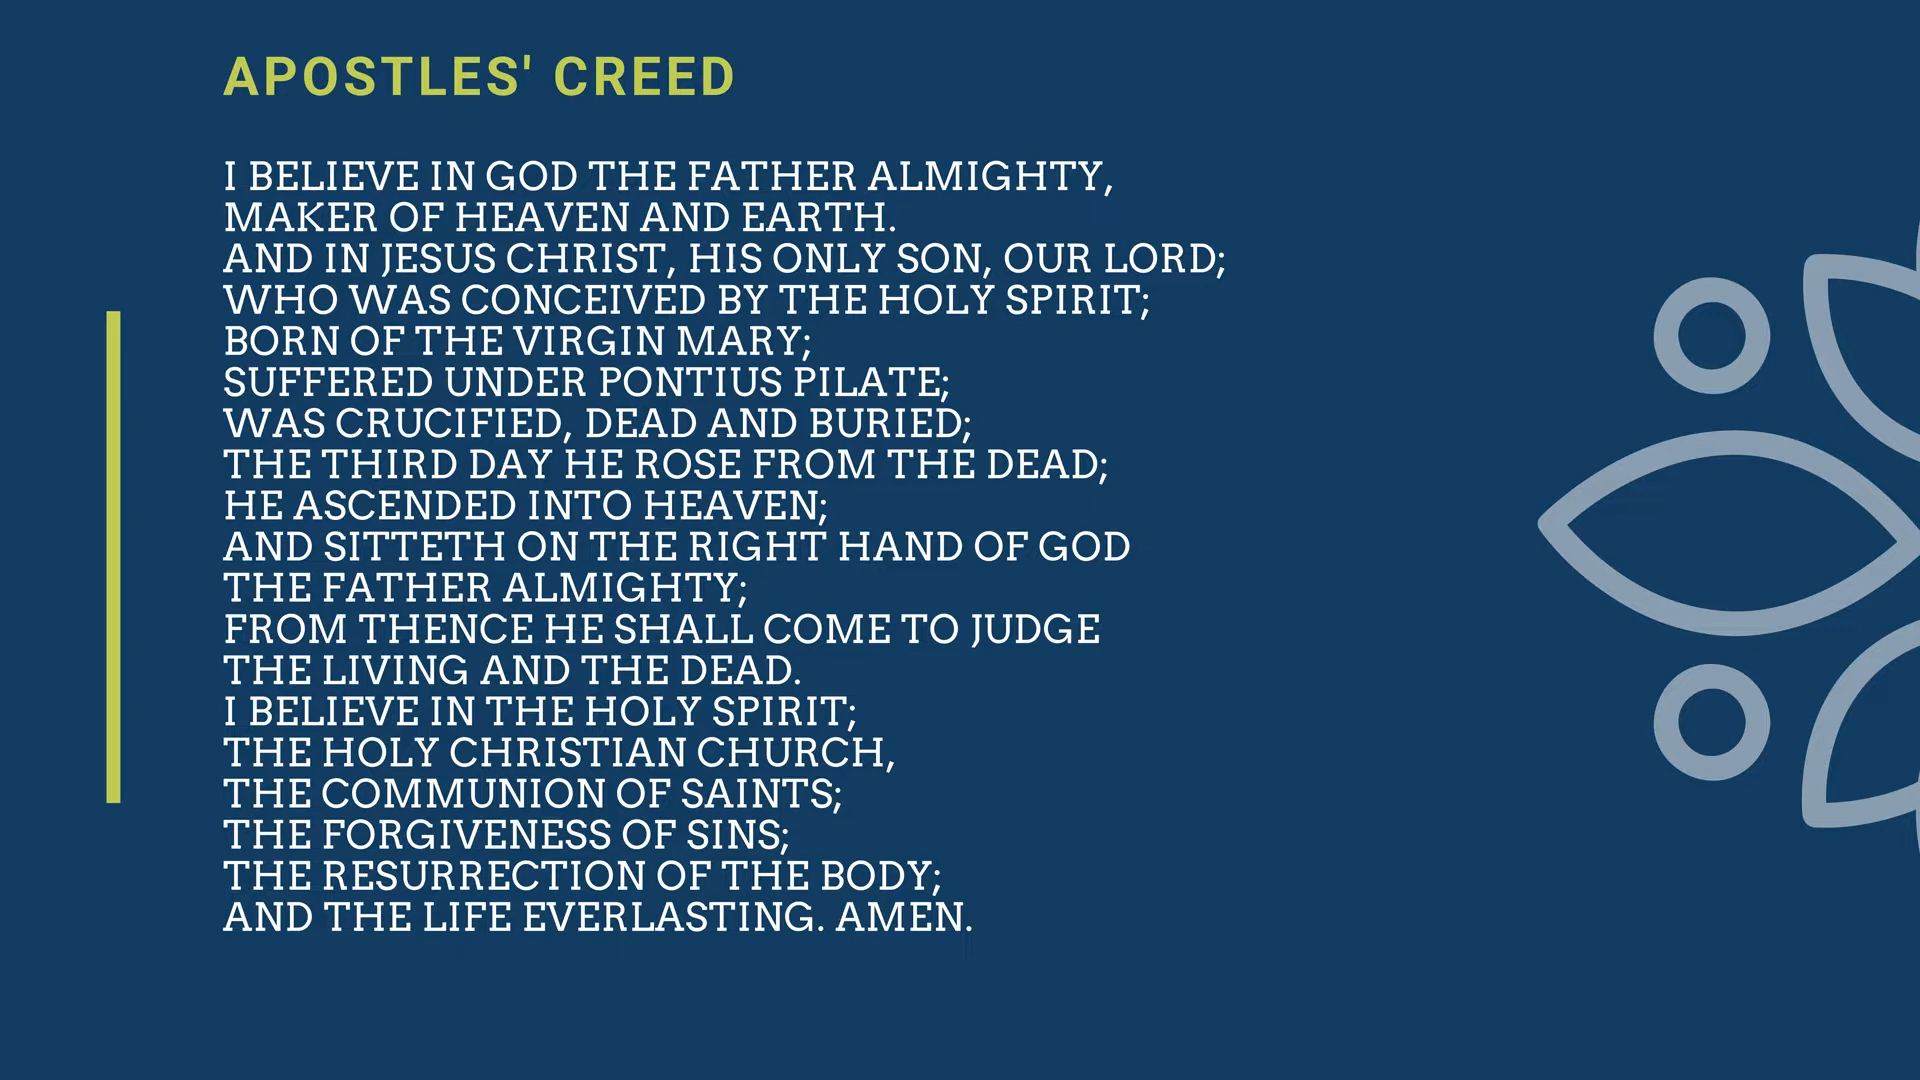 APOSTLES' CREED
I BELIEVE IN GOD THE FATHER ALMIGHTY,
MAKER OF HEAVEN AND EARTH.
AND IN JESUS CHRIST, HIS ONLY SON, OUR LORD;
WHO WAS CONCEIVED BY THE HOLY SPIRIT;
BORN OF THE VIRGIN MARY;
SUFFERED UNDER PONTIUS PILATE;
WAS CRUCIFIED, DEAD AND BURIED;
THE THIRD DAY HE ROSE FROM THE DEAD;
HE ASCENDED INTO HEAVEN;
AND SITTETH ON THE RIGHT HAND OF GOD
THE FATHER ALMIGHTY;
FROM THENCE HE SHALL COME TO JUDGE
THE LIVING AND THE DEAD.
I BELIEVE IN THE HOLY SPIRIT;
THE HOLY CHRISTIAN CHURCH,
THE COMMUNION OF SAINTS;
THE FORGIVENESS OF SINS;
THE RESURRECTION OF THE BODY;
AND THE LIFE EVERLASTING. AMEN.